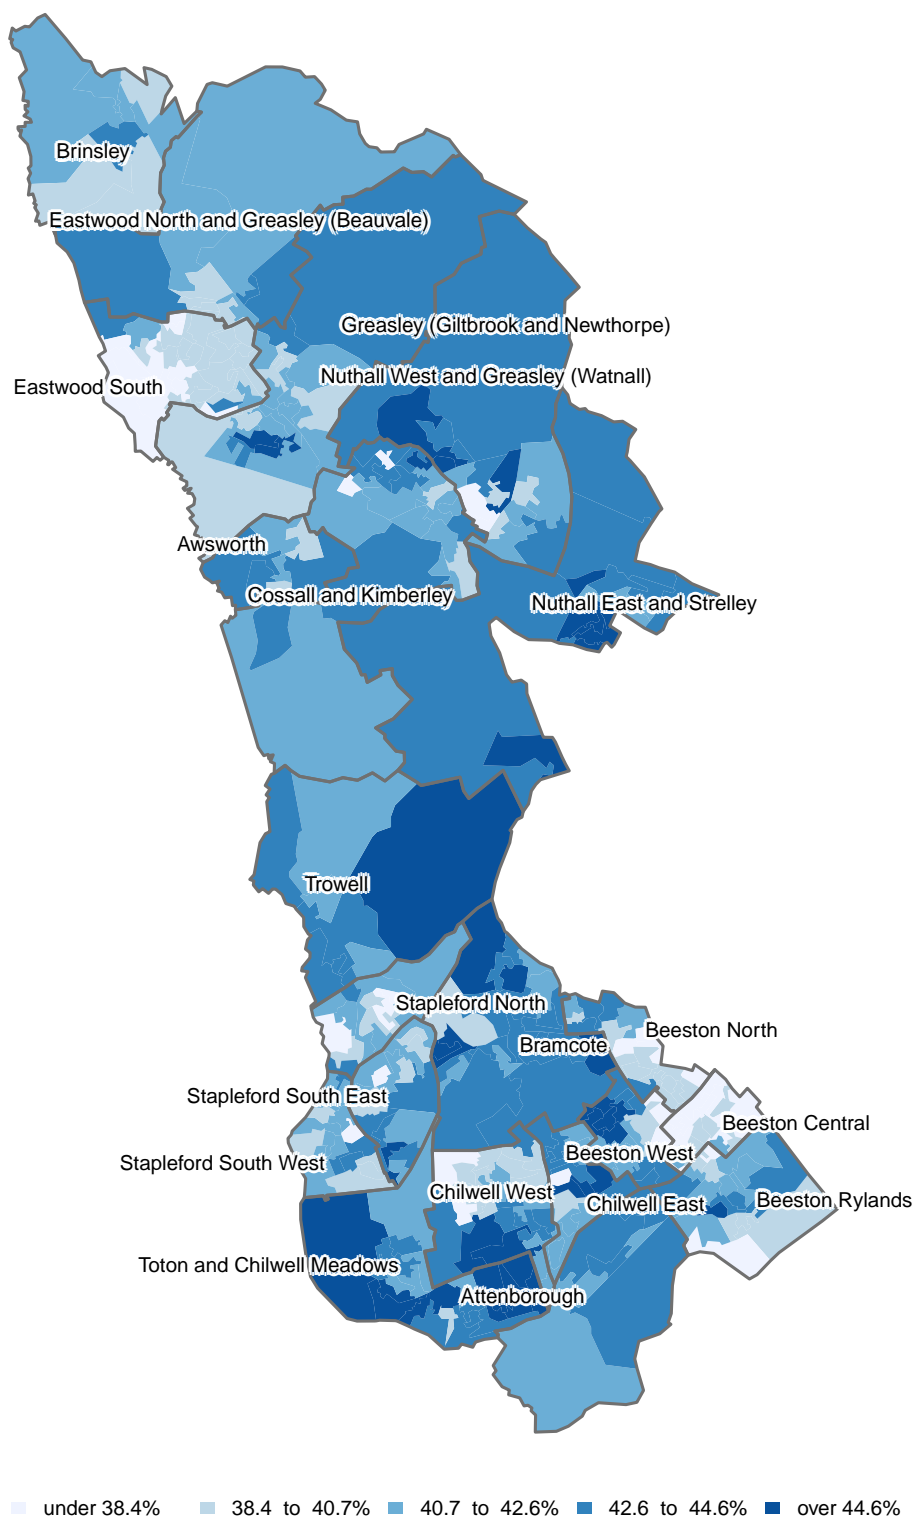 Brinsley
Eastwood North and Greasley (Beauvale)
Greasley (Giltbrook and Newthorpe)
Nuthall West and Greasley (Watnall)
Eastwood South
Awsworth
Cossall and Kimberley
Nuthall East and Strelley
Trowell
Stapleford North
Beeston North
Bramcote
Stapleford South East
Beeston Central
Beeston West
Stapleford South West
Chilwell West
Beeston Rylands
Chilwell East
Toton and Chilwell Meadows
Attenborough
under 38.4% 38.4 to 40.7% 40.7 to 42.6% 42.6 to 44.6% over 44.6%